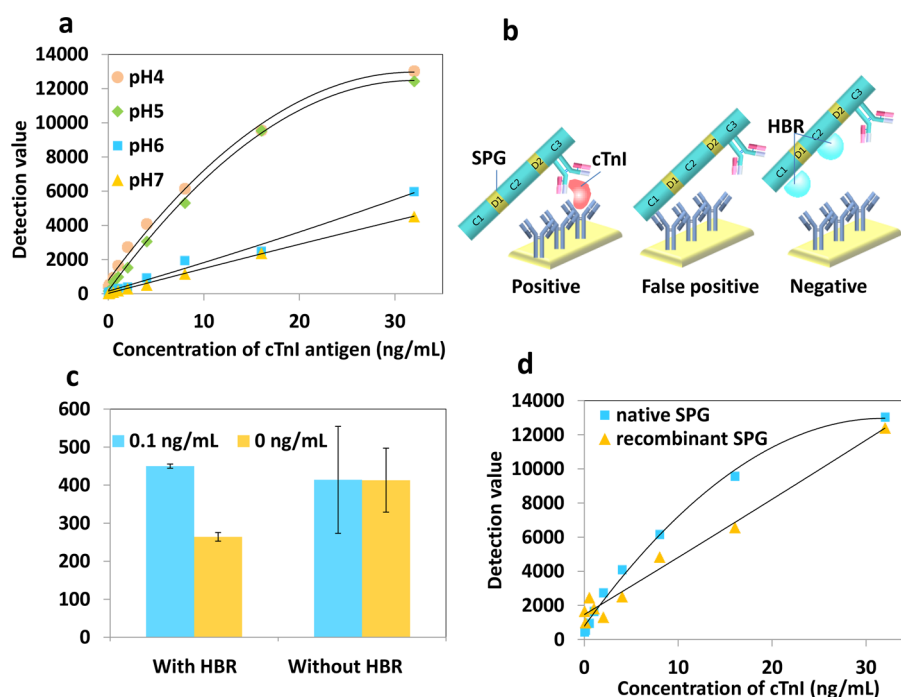 a
14000
12000
10000
8000
6000
4000
2000
0
Detection value
pH4
pH5
pH6
pH7
0
10
20
30
Concentration of cTnI antigen (ng/mL)
b
SPG
C1
D1
C2
D2
C3
cTnI
Positive
C1
D1
C2
D2
C3
False positive
HBR
C1
D1
C2
D2
C3
Negative
c
600
500
400
300
200
100
0
0.1 ng/mL
0 ng/mL
With HBR
Without HBR
d
14000
12000
10000
8000
6000
4000
2000
0
Detection value
native SPG
recombinant SPG
0
10
20
30
Concentration of cTnI (ng/mL)